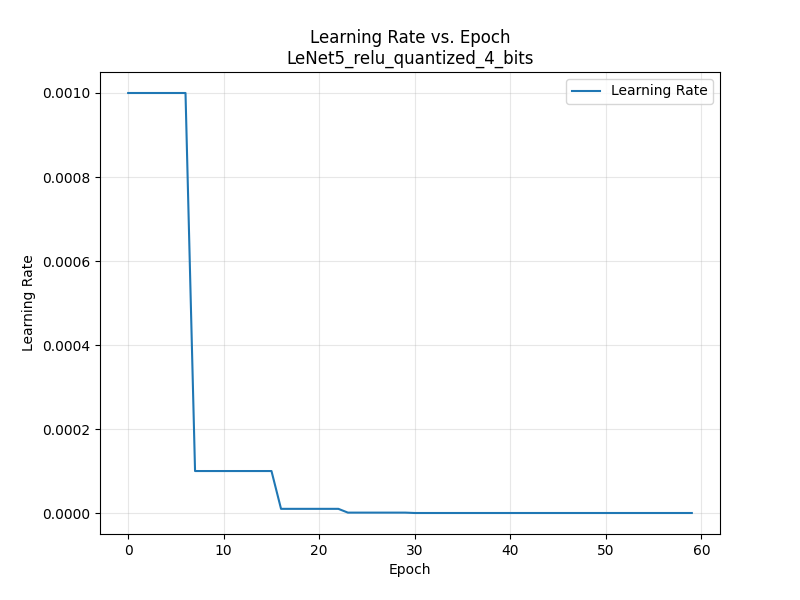 Learning Rate vs. Epoch
LeNet5_relu_quantized_4_bits
Learning Rate
0.0010
0.0008
0.0006
0.0004
0.0002
0.0000
Learning Rate
0 10 20 30 40 50 60
Epoch